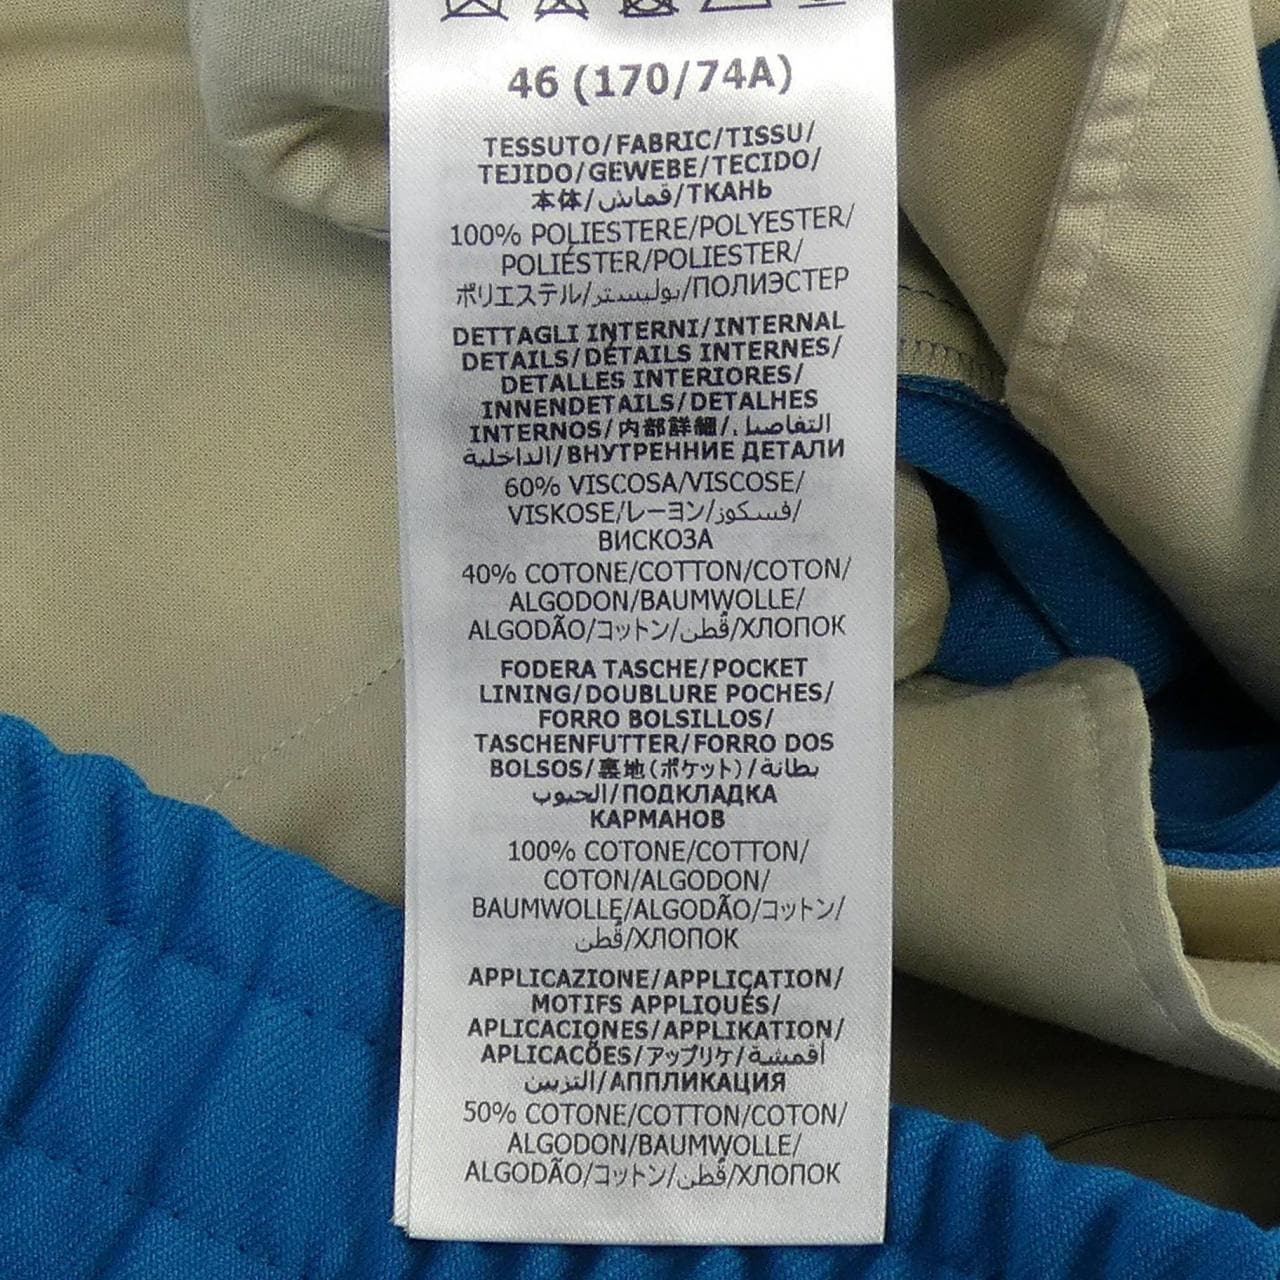 46 (170/74A)
TESSUTO/FABRIC/TISSU/
TEJIDO/GEWEBE/TECIDO/
本体/قماش/ТКАНЬ
100% POLIESTERE/POLYESTER/
POLIÉSTER/POLIESTER/
ポリエステル/بوليستر/ПОЛИЭСТЕР
DETTAGLI INTERNI/INTERNAL
DETAILS/DÉTAILS INTERNES/
DETALLES INTERIORES/
INNENDETAILS/DETALHES
INTERNOS/内部詳細/التفاصيل
الداخلية/ВНУТРЕННИЕ ДЕТАЛИ
60% VISCOSA/VISCOSE/
VISKOSE/レーヨン/فسكوز/
ВИСКОЗА
40% COTONE/COTTON/COTON/
ALGODON/BAUMWOLLE/
ALGODÃO/コットン/قُطن/ХЛОПОК
FODERA TASCHE/POCKET
LINING/DOUBLURE POCHES/
FORRO BOLSILLOS/
TASCHENFUTTER/FORRO DOS
BOLSOS/裏地(ポケット)/بطانة
الجيوب/ПОДКЛАДКА
КАРМАНОВ
100% COTONE/COTTON/
COTON/ALGODON/
BAUMWOLLE/ALGODÃO/コットン/
قُطن/ХЛОПОК
APPLICAZIONE/APPLICATION/
MOTIFS APPLIQUÉS/
APLICACIONES/APPLIKATION/
APLICACÕES/アップリケ/أقمشة
التزيين/АППЛИКАЦИЯ
50% COTONE/COTTON/COTON/
ALGODON/BAUMWOLLE/
ALGODÃO/コットン/قُطن/ХЛОПОК